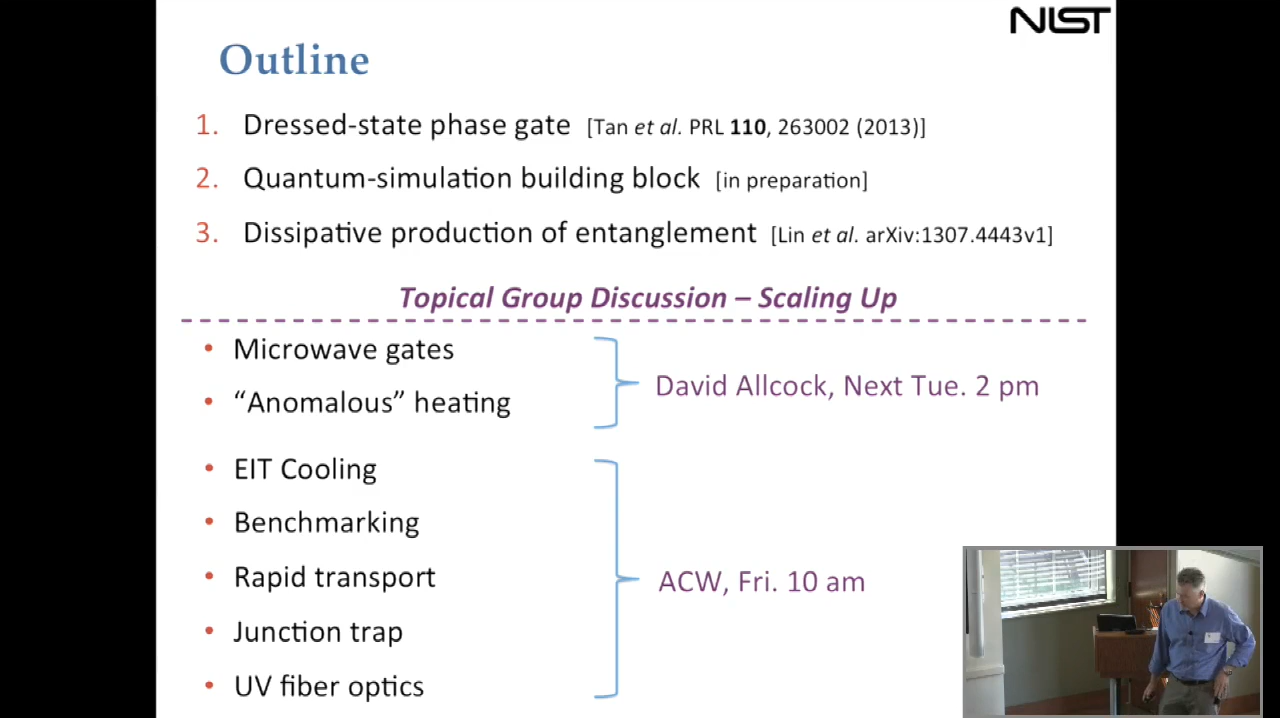 NIST
Outline
1. Dressed-state phase gate [Tan et al. PRL 110, 263002 (2013)]
2. Quantum-simulation building block [in preparation]
3. Dissipative production of entanglement [Lin et al. arXiv:1307.4443v1]
Topical Group Discussion – Scaling Up
• Microwave gates
• “Anomalous” heating
David Allcock, Next Tue. 2 pm
• EIT Cooling
• Benchmarking
• Rapid transport
• Junction trap
• UV fiber optics
ACW, Fri. 10 am